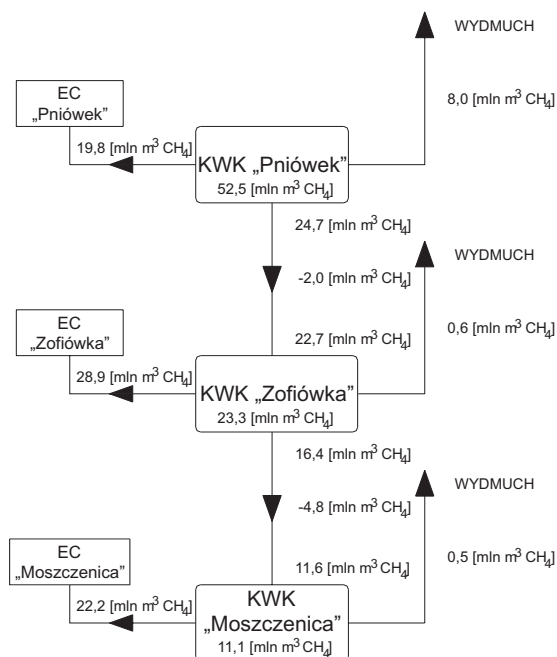 WYDMUCH
EC
„Pniówek”
8,0 [mln m³ CH₄]
19,8 [mln m³ CH₄]
KWK „Pniówek”
52,5 [mln m³ CH₄]
24,7 [mln m³ CH₄]
WYDMUCH
-2,0 [mln m³ CH₄]
EC
„Zofiówka”
22,7 [mln m³ CH₄]
0,6 [mln m³ CH₄]
28,9 [mln m³ CH₄]
KWK „Zofiówka”
23,3 [mln m³ CH₄]
16,4 [mln m³ CH₄]
WYDMUCH
-4,8 [mln m³ CH₄]
EC
„Moszczenica”
11,6 [mln m³ CH₄]
0,5 [mln m³ CH₄]
22,2 [mln m³ CH₄]
KWK
„Moszczenica”
11,1 [mln m³ CH₄]